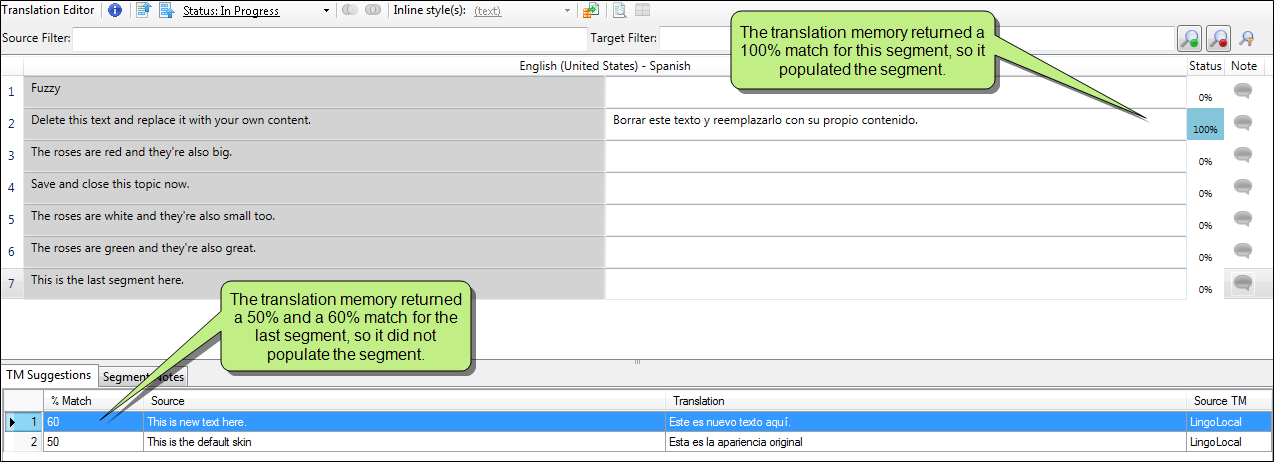 Translation Editor Status: In Progress Inline style(s): (text)
Source Filter: Target Filter:
The translation memory returned a
100% match for this segment, so it
populated the segment.
English (United States) - Spanish Status Note
1 Fuzzy 0%
2 Delete this text and replace it with your own content. Borrar este texto y reemplazarlo con su propio contenido. 100%
3 The roses are red and they're also big. 0%
4 Save and close this topic now. 0%
5 The roses are white and they're also small too. 0%
6 The roses are green and they're also great. 0%
7 This is the last segment here. 0%
The translation memory returned
a 50% and a 60% match for the
last segment, so it did not
populate the segment.
TM Suggestions Segment Notes
% Match Source Translation Source TM
1 60 This is new text here. Este es nuevo texto aquí. LingoLocal
2 50 This is the default skin Esta es la apariencia original LingoLocal